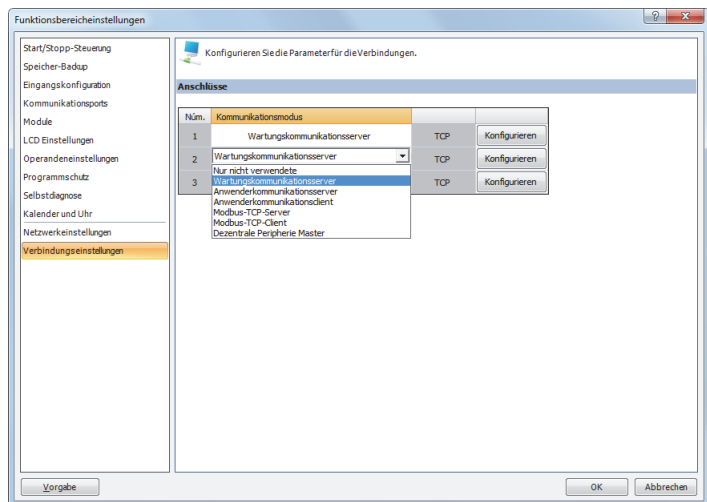 Funktionsbereicheinstellungen
?
Start/Stopp-Steuerung
Speicher-Backup
Eingangskonfiguration
Kommunikationsports
Module
LCD Einstellungen
Operandeneinstellungen
Programmschutz
Selbstdiagnose
Kalender und Uhr
Netzwerkeinstellungen
Verbindungseinstellungen
Konfigurieren Sie die Parameter für die Verbindungen.
Anschlüsse
Núm. Kommunikationsmodus
1 Wartungskommunikationsserver TCP Konfigurieren
2 Wartungskommunikationsserver TCP Konfigurieren
3 TCP Konfigurieren
Nur nicht verwendete
Wartungskommunikationsserver
Anwenderkommunikationsserver
Anwenderkommunikationsclient
Modbus-TCP-Server
Modbus-TCP-Client
Dezentrale Peripherie Master
Vorgabe OK Abbrechen